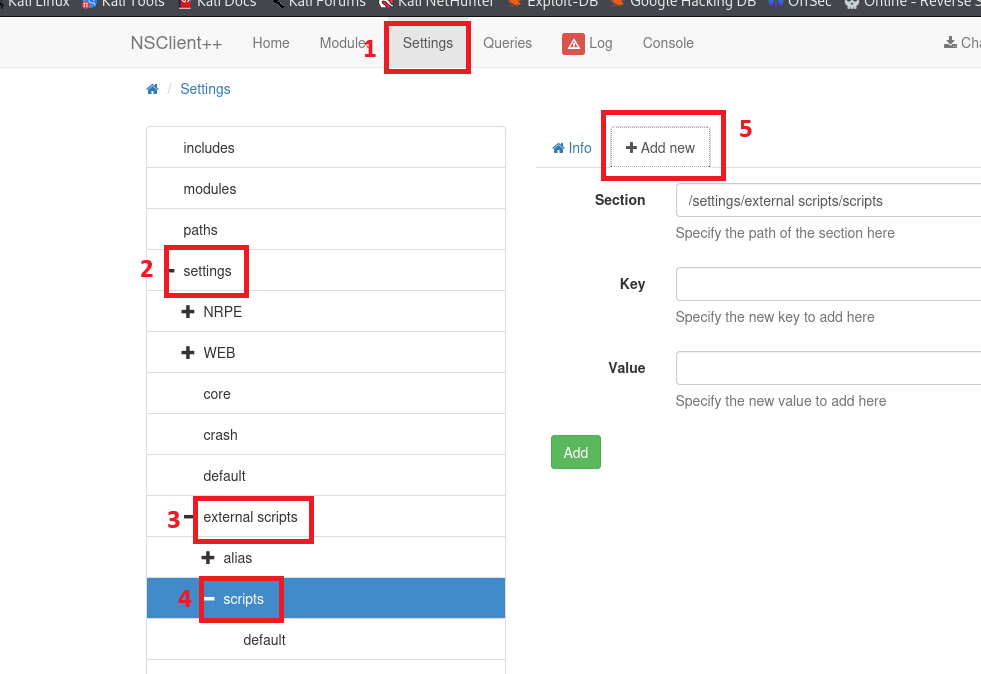 Kali Linux Kali Tools Kali Docs Kali Forums Kali NetHunter Exploit-DB Google Hacking DB OffSec Online - Reverse S
NSClient++ Home Module 1 Settings Queries Log Console Cha
/ Settings
includes
modules
paths
2 settings
NRPE
WEB
core
crash
default
3 external scripts
alias
4 scripts
default
Info Add new 5
Section /settings/external scripts/scripts
Specify the path of the section here
Key
Specify the new key to add here
Value
Specify the new value to add here
Add